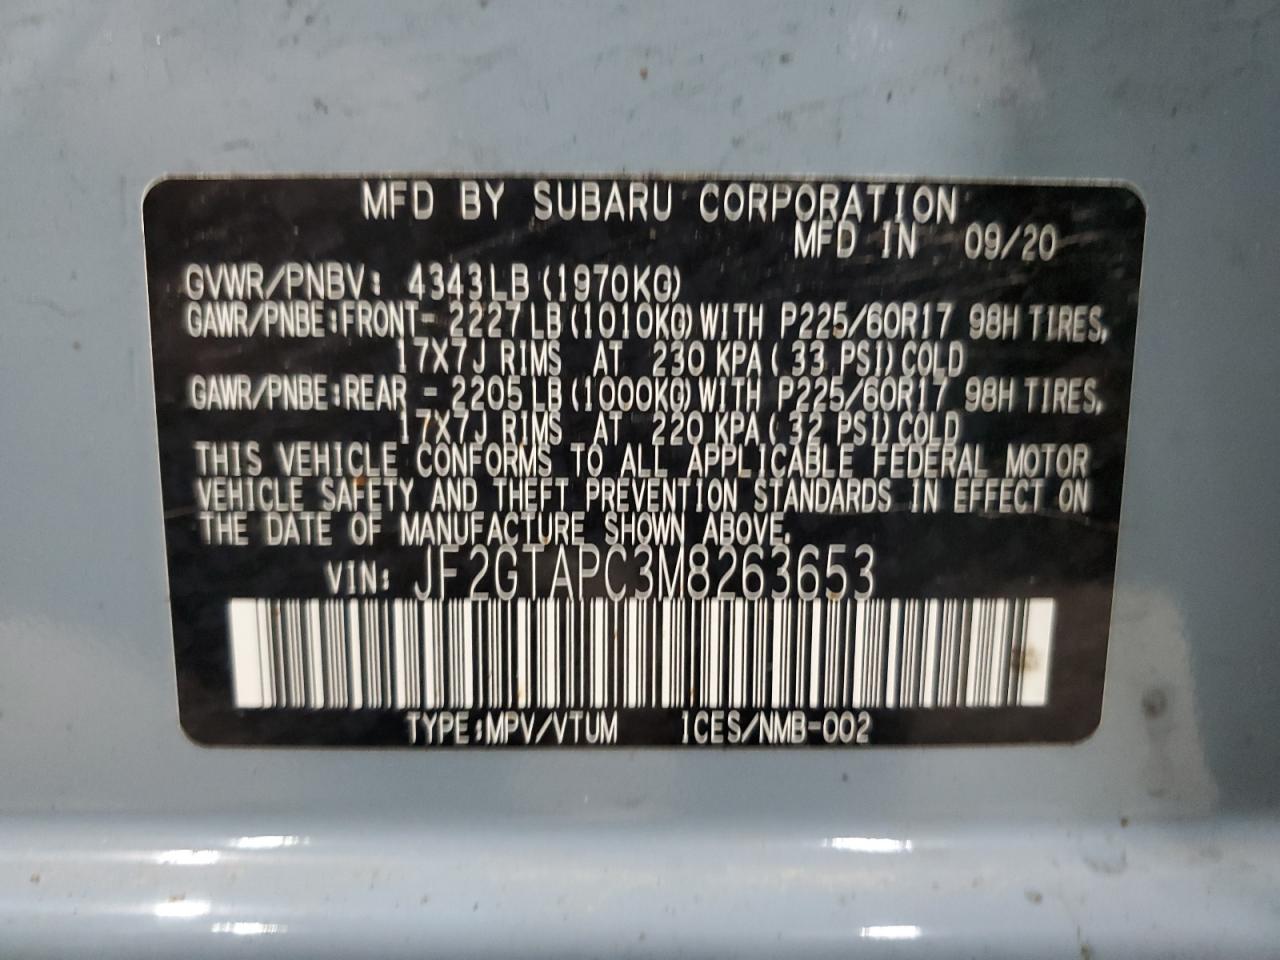 MFD BY SUBARU CORPORATION
MFD IN 09/20
GVWR/PNBV: 4343LB (1970KG)
GAWR/PNBE:FRONT- 2227LB(1010KG)WITH P225/60R17 98H TIRES,
17X7J RIMS AT 230 KPA(33 PSI)COLD
GAWR/PNBE:REAR - 2205LB(1000KG)WITH P225/60R17 98H TIRES,
17X7J RIMS AT 220 KPA(32 PSI)COLD
THIS VEHICLE CONFORMS TO ALL APPLICABLE FEDERAL MOTOR
VEHICLE SAFETY AND THEFT PREVENTION STANDARDS IN EFFECT ON
THE DATE OF MANUFACTURE SHOWN ABOVE.
VIN: JF2GTAPC3M8263653
TYPE:MPV/VTUM ICES/NMB-002